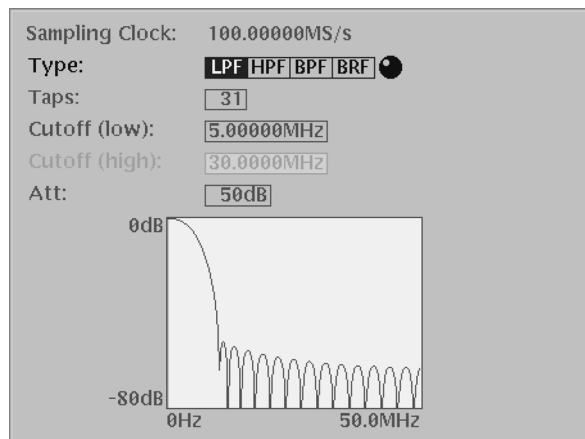 Sampling Clock: 100.00000MS/s
Type: LPF HPF BPF BRF
Taps: 31
Cutoff (low): 5.00000MHz
Cutoff (high): 30.0000MHz
Att: 50dB
0dB
-80dB
0Hz 50.0MHz